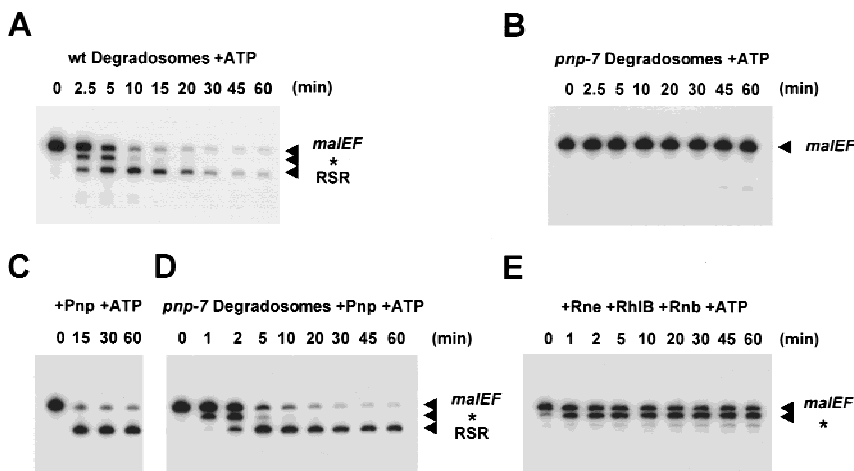 A
wt Degradosomes +ATP
0 2.5 5 10 15 20 30 45 60 (min)
malEF
*
RSR
B
pnp-7 Degradosomes +ATP
0 2.5 5 10 20 30 45 60 (min)
malEF
C
+Pnp +ATP
0 15 30 60
D
pnp-7 Degradosomes +Pnp +ATP
0 1 2 5 10 20 30 45 60 (min)
malEF
*
RSR
E
+Rne +RhlB +Rnb +ATP
0 1 2 5 10 20 30 45 60 (min)
malEF
*